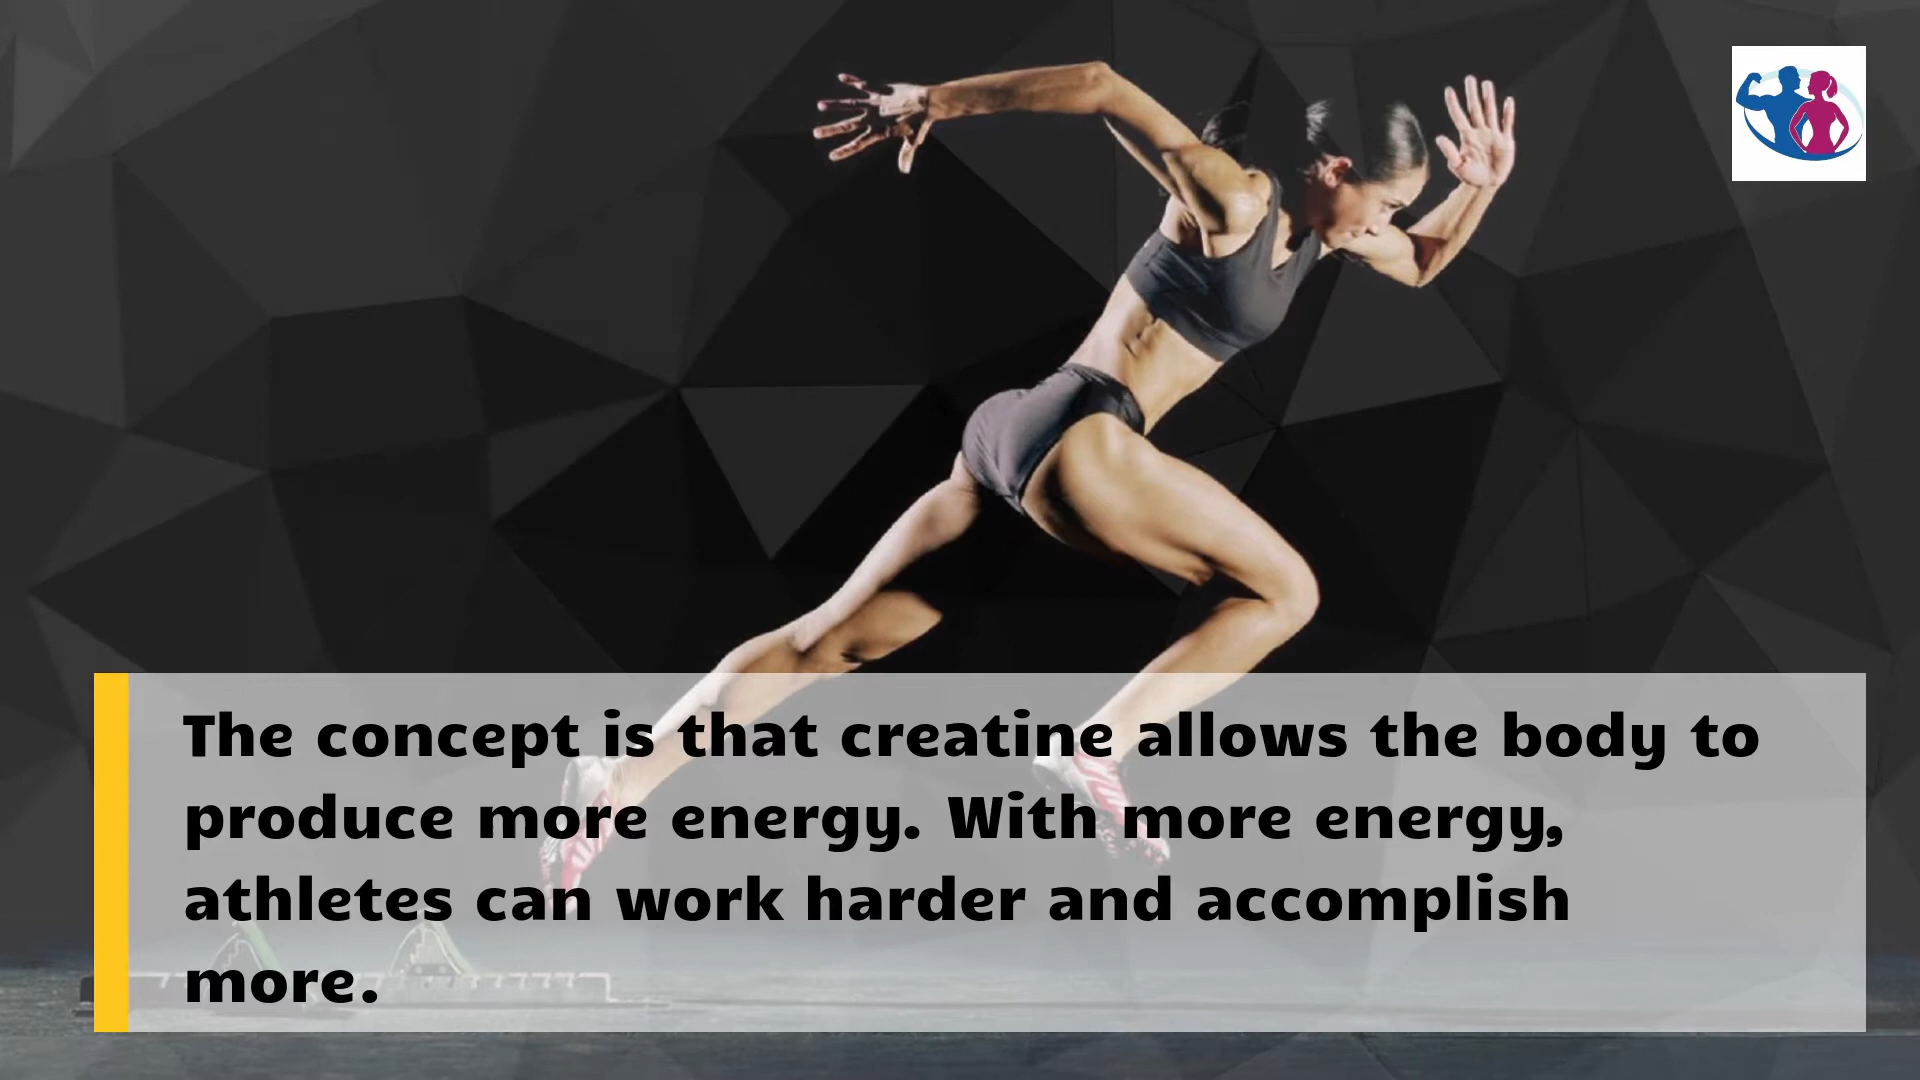 The concept is that creatine allows the body to
produce more energy. With more energy,
athletes can work harder and accomplish
more.